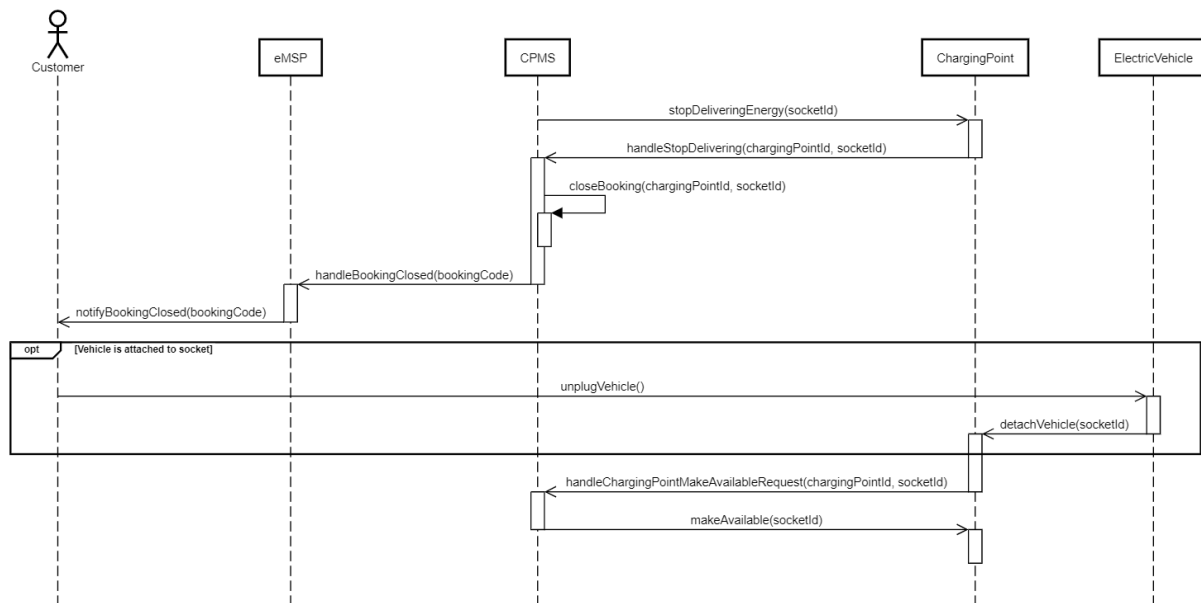 Customer
eMSP
CPMS
ChargingPoint
ElectricVehicle
stopDeliveringEnergy(socketId)
handleStopDelivering(chargingPointId, socketId)
closeBooking(chargingPointId, socketId)
handleBookingClosed(bookingCode)
notifyBookingClosed(bookingCode)
opt
[Vehicle is attached to socket]
unplugVehicle()
detachVehicle(socketId)
handleChargingPointMakeAvailableRequest(chargingPointId, socketId)
makeAvailable(socketId)